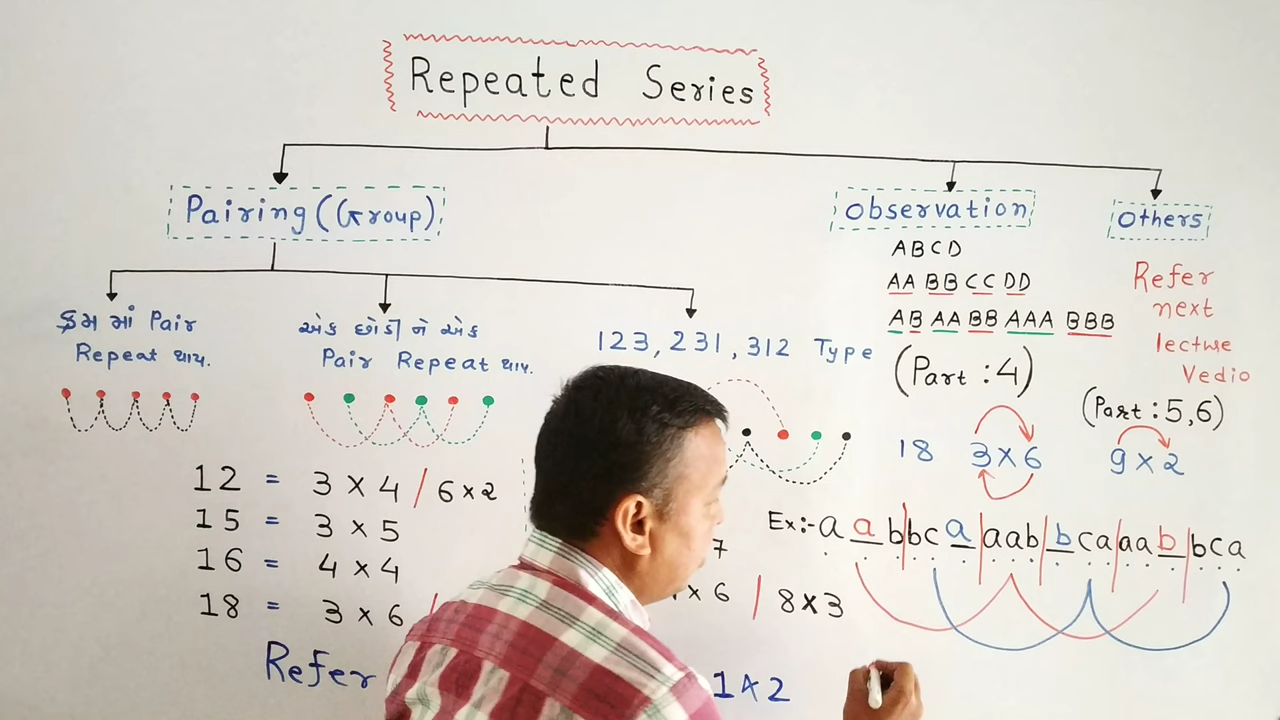 Repeated Series
Pairing (Group)
Observation
Others
ક્રમ માં Pair
Repeat થાય.
એક છોડી ને એક
Pair Repeat થાય.
123, 231, 312 Type
ABCD
AA BB CC DD
AB AA BB AAA BBB
(Part : 4)
Refer
next
lecture
Vedio
(Part : 5,6)
12 = 3 × 4 / 6 × 2
15 = 3 × 5
16 = 4 × 4
18 = 3 × 6 /
7
× 6 / 8 × 3
Refer
1 & 2
18 3 × 6 9 × 2
Ex:- a a b | b c a | a a b | b c a | a a b | b c a